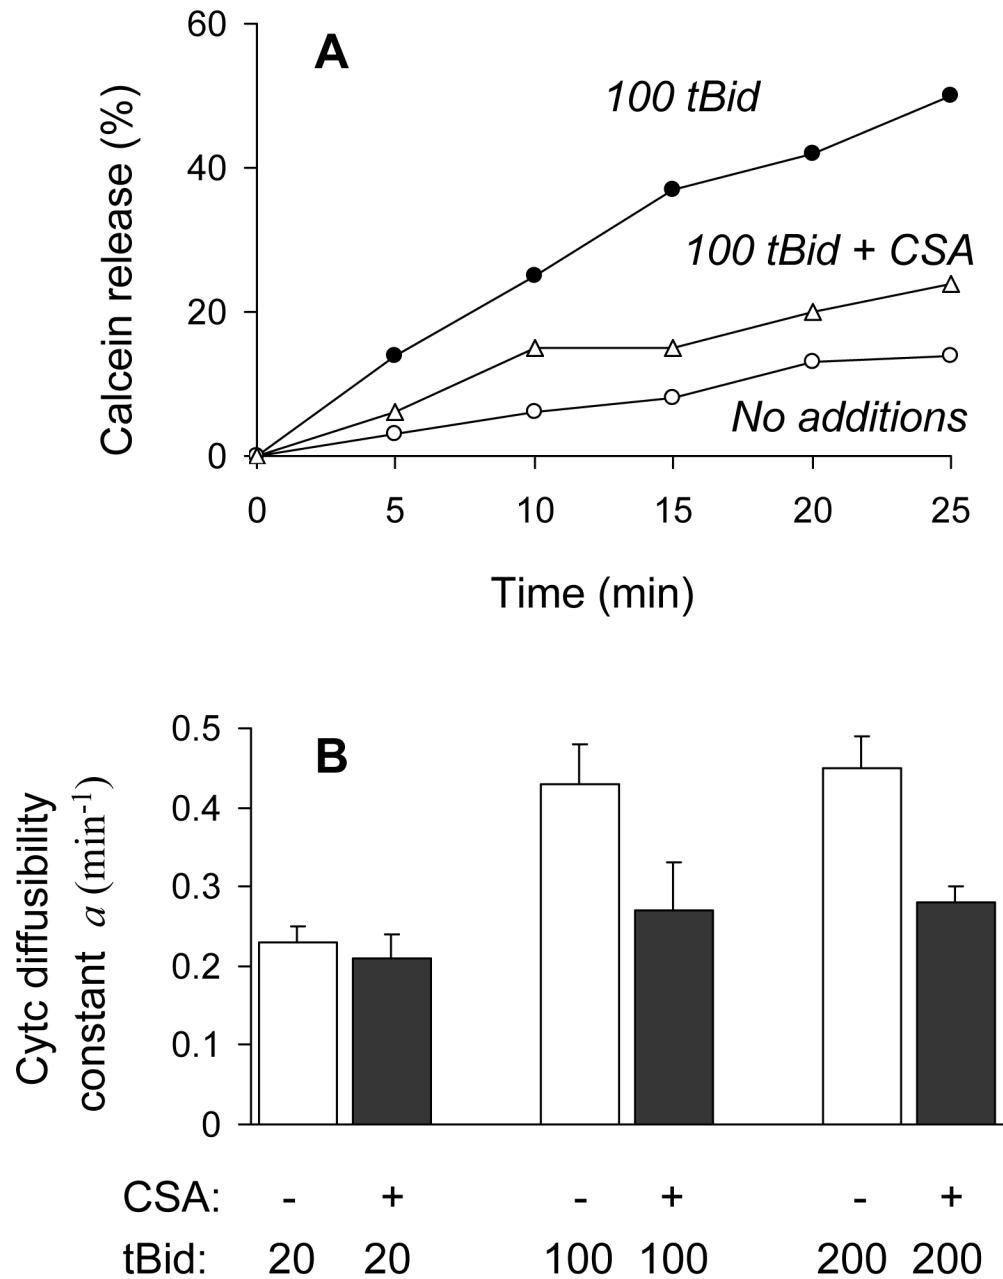 A
60
40
20
0
Calcein release (%)
100 tBid
100 tBid + CSA
No additions
0 5 10 15 20 25
Time (min)
B
0.5
0.4
0.3
0.2
0.1
0
Cytc diffusibility
constant a (min-1)
CSA: - + - + - +
tBid: 20 20 100 100 200 200